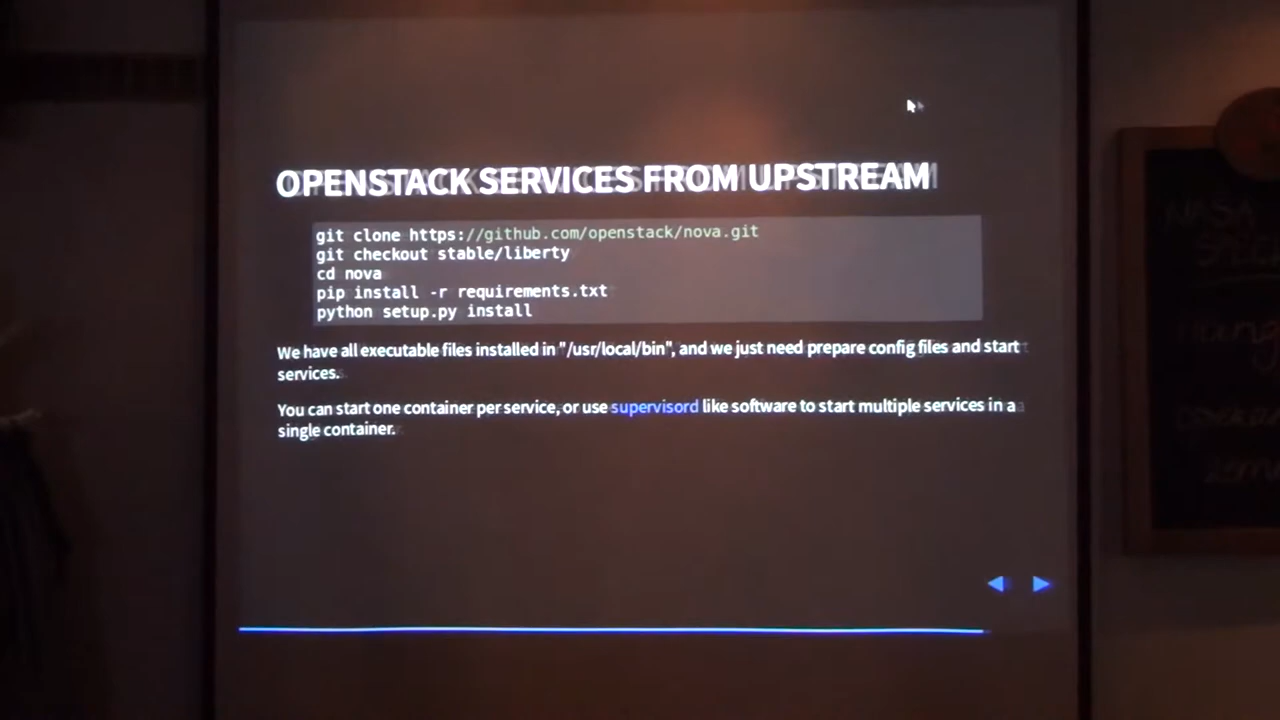 OPENSTACK SERVICES FROM UPSTREAM
git clone https://github.com/openstack/nova.git
git checkout stable/liberty
cd nova
pip install -r requirements.txt
python setup.py install
We have all executable files installed in "/usr/local/bin", and we just need prepare config files and start
services.
You can start one container per service, or use supervisord like software to start multiple services in a
single container.